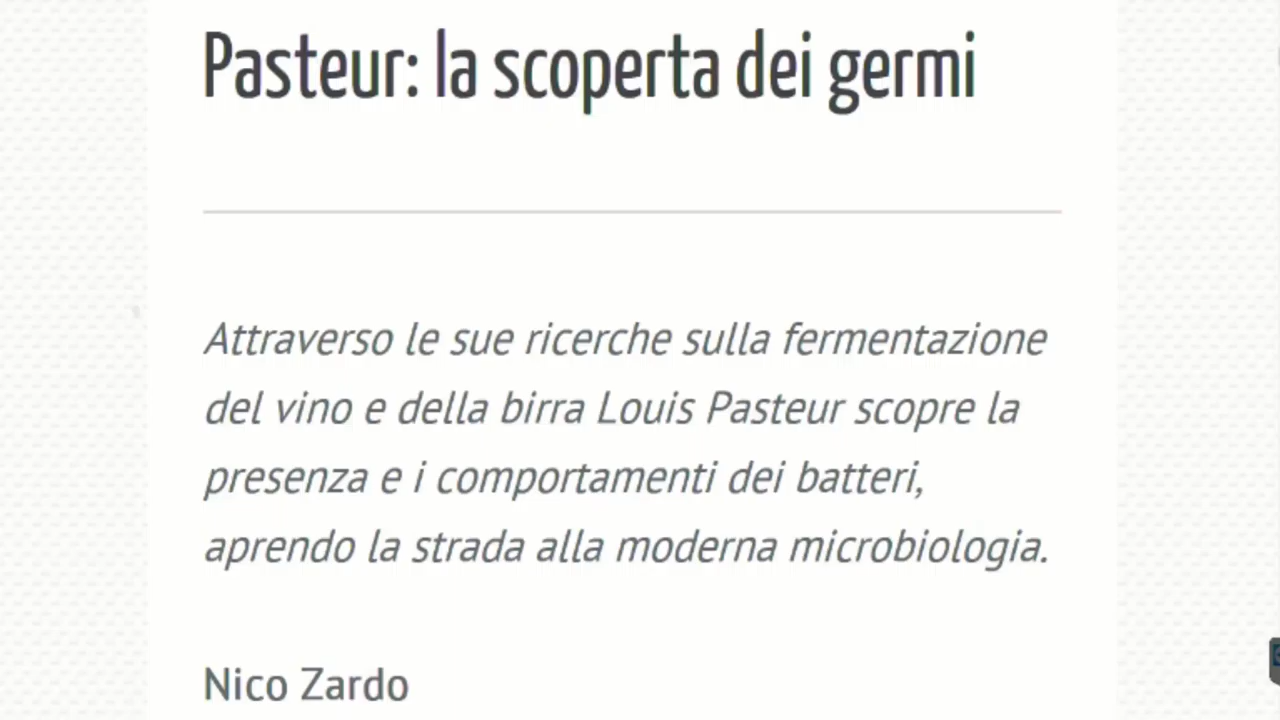 Pasteur: la scoperta dei germi
Attraverso le sue ricerche sulla fermentazione
del vino e della birra Louis Pasteur scopre la
presenza e i comportamenti dei batteri,
aprendo la strada alla moderna microbiologia.
Nico Zardo